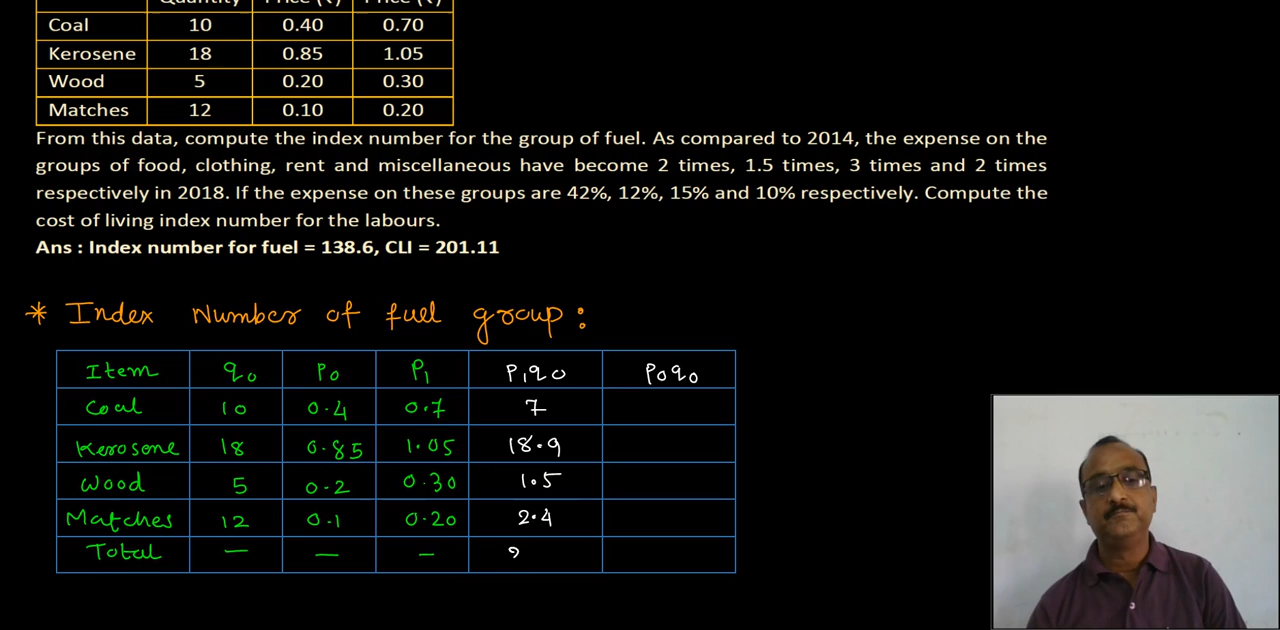 Quantity Price (₹) Price (₹)
Coal 10 0.40 0.70
Kerosene 18 0.85 1.05
Wood 5 0.20 0.30
Matches 12 0.10 0.20
From this data, compute the index number for the group of fuel. As compared to 2014, the expense on the
groups of food, clothing, rent and miscellaneous have become 2 times, 1.5 times, 3 times and 2 times
respectively in 2018. If the expense on these groups are 42%, 12%, 15% and 10% respectively. Compute the
cost of living index number for the labours.
Ans : Index number for fuel = 138.6, CLI = 201.11
* Index Number of fuel group :
Item q0 P0 P1 P1q0 P0q0
Coal 10 0.4 0.7 7
Kerosene 18 0.85 1.05 18.9
Wood 5 0.2 0.30 1.5
Matches 12 0.1 0.20 2.4
Total — — —